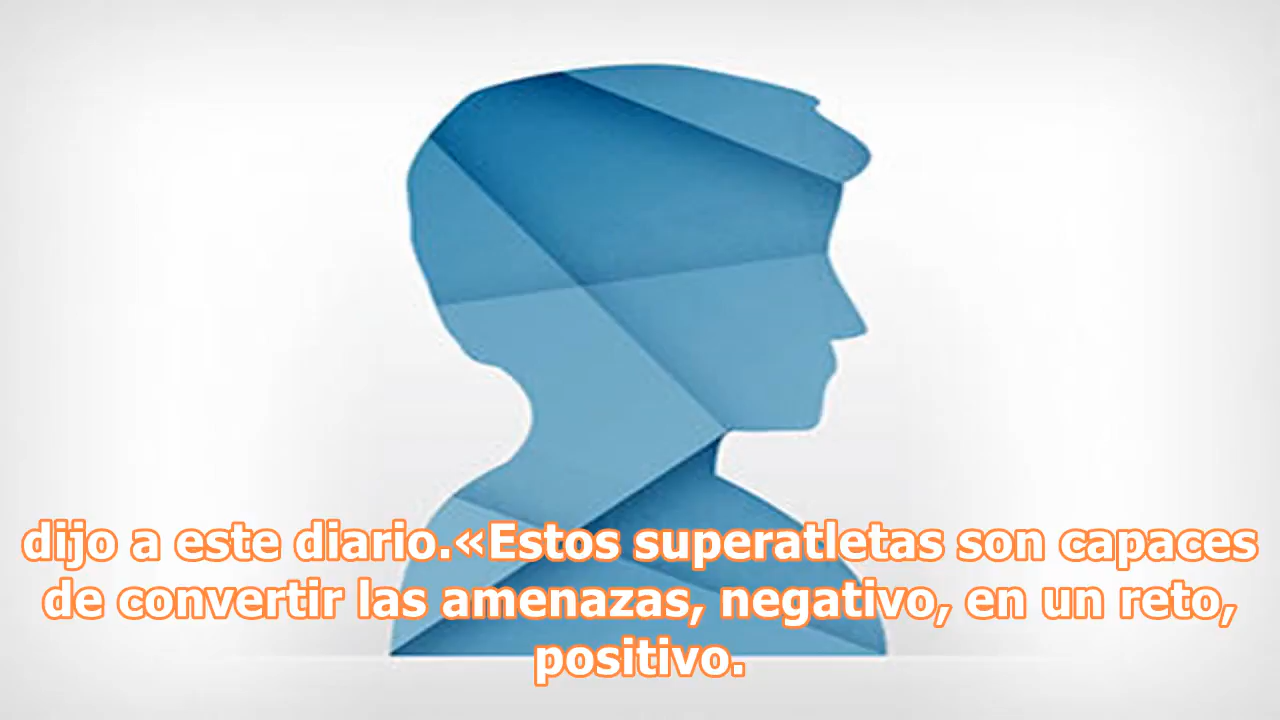 dijo a este diario.«Estos superatletas son capaces
de convertir las amenazas, negativo, en un reto,
positivo.